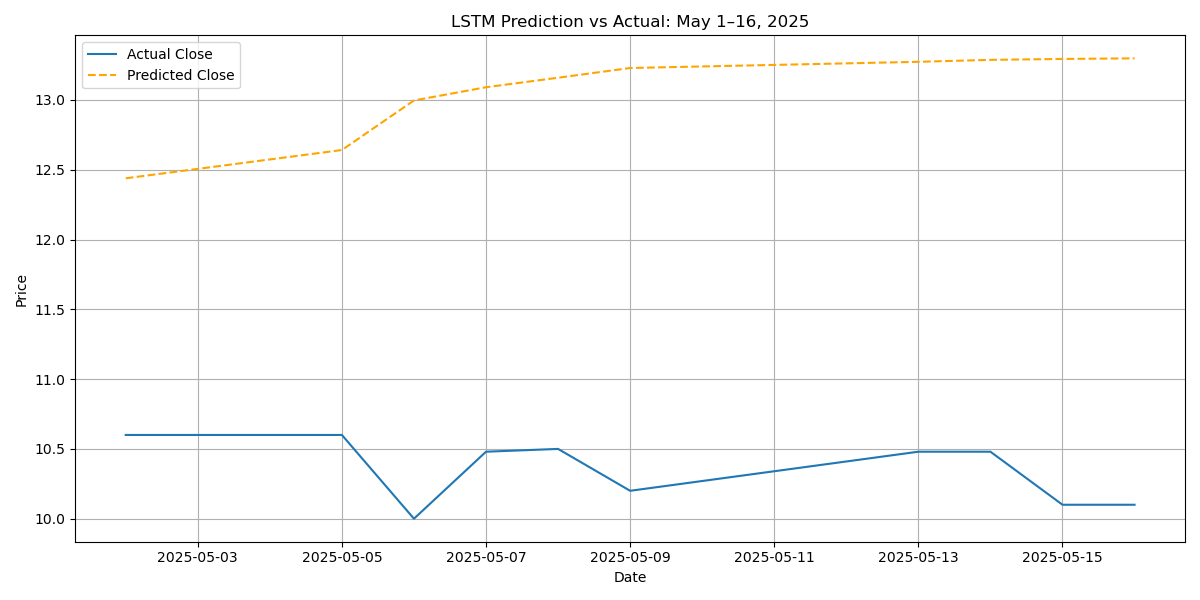 LSTM Prediction vs Actual: May 1–16, 2025
Actual Close
Predicted Close
Price
13.0
12.5
12.0
11.5
11.0
10.5
10.0
2025-05-03
2025-05-05
2025-05-07
2025-05-09
2025-05-11
2025-05-13
2025-05-15
Date